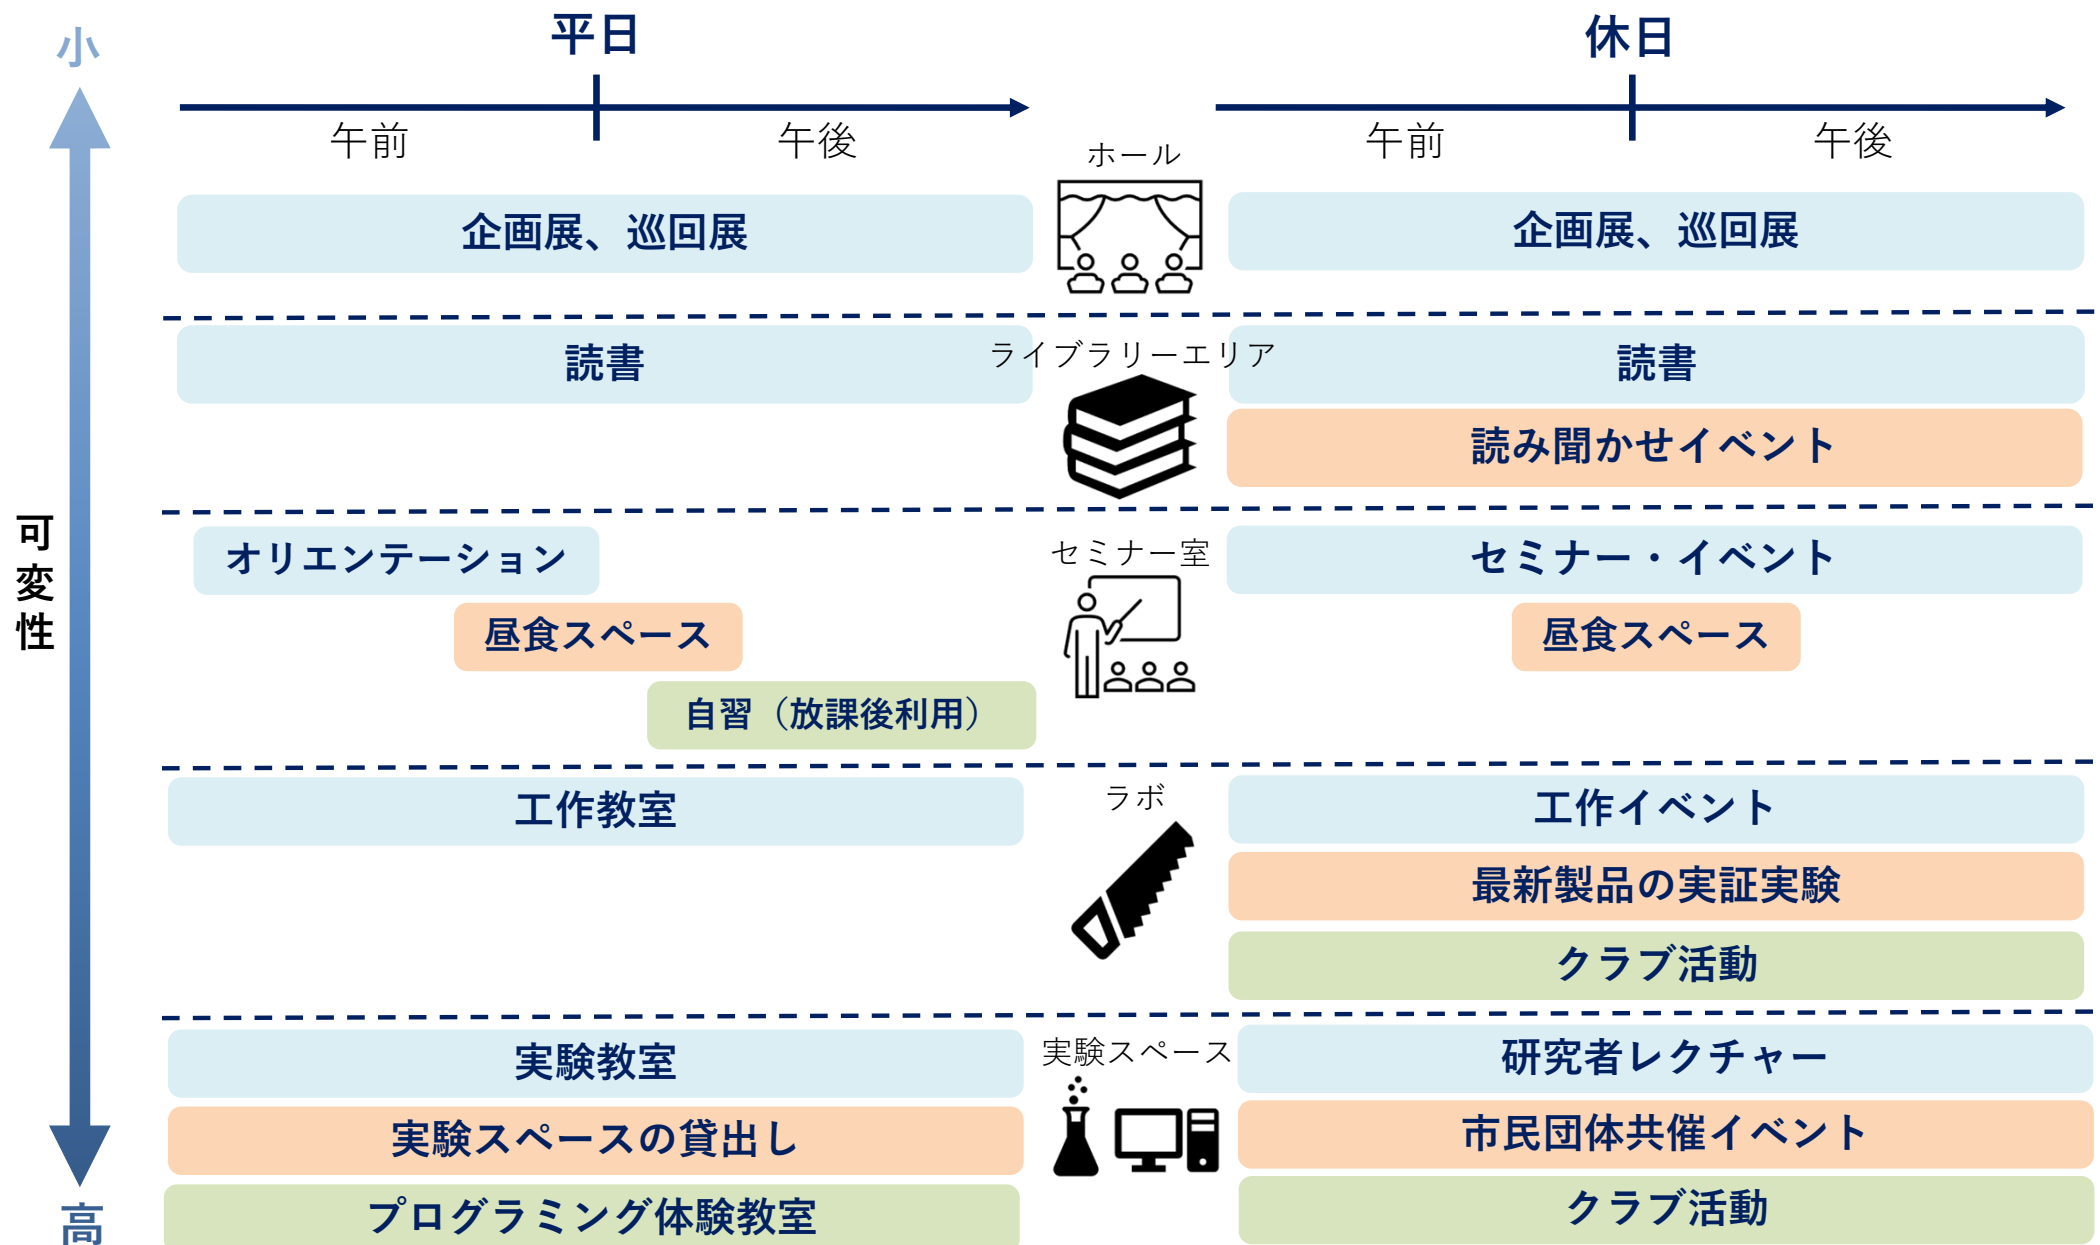 小
平日
休日
午前
午後
午前
午後
ホール
企画展、巡回展
企画展、巡回展
ライブラリーエリア
読書
読書
読み聞かせイベント
可変性
セミナー室
オリエンテーション
セミナー・イベント
昼食スペース
昼食スペース
自習（放課後利用）
ラボ
工作教室
工作イベント
最新製品の実証実験
クラブ活動
実験スペース
実験教室
研究者レクチャー
実験スペースの貸出し
市民団体共催イベント
プログラミング体験教室
クラブ活動
高